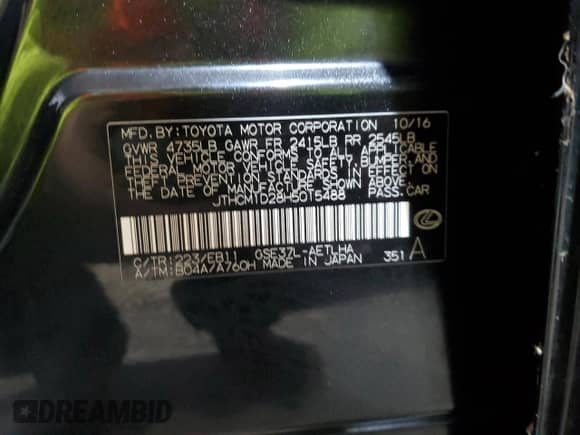 MFD. BY: TOYOTA MOTOR CORPORATION 10/16
GVWR 4735LB GAWR FR 2415LB RR 2545LB
THIS VEHICLE CONFORMS TO ALL APPLICABLE
FEDERAL MOTOR VEHICLE SAFETY, BUMPER, AND
THEFT PREVENTION STANDARDS IN EFFECT ON
THE DATE OF MANUFACTURE SHOWN ABOVE.
JTHCM1D28H5015488 PASS. CAR
C/TR: 223/EB11 GSE37L-AETLHA
A/TM: B04A/A760H MADE IN JAPAN 351 A
DREAMBID